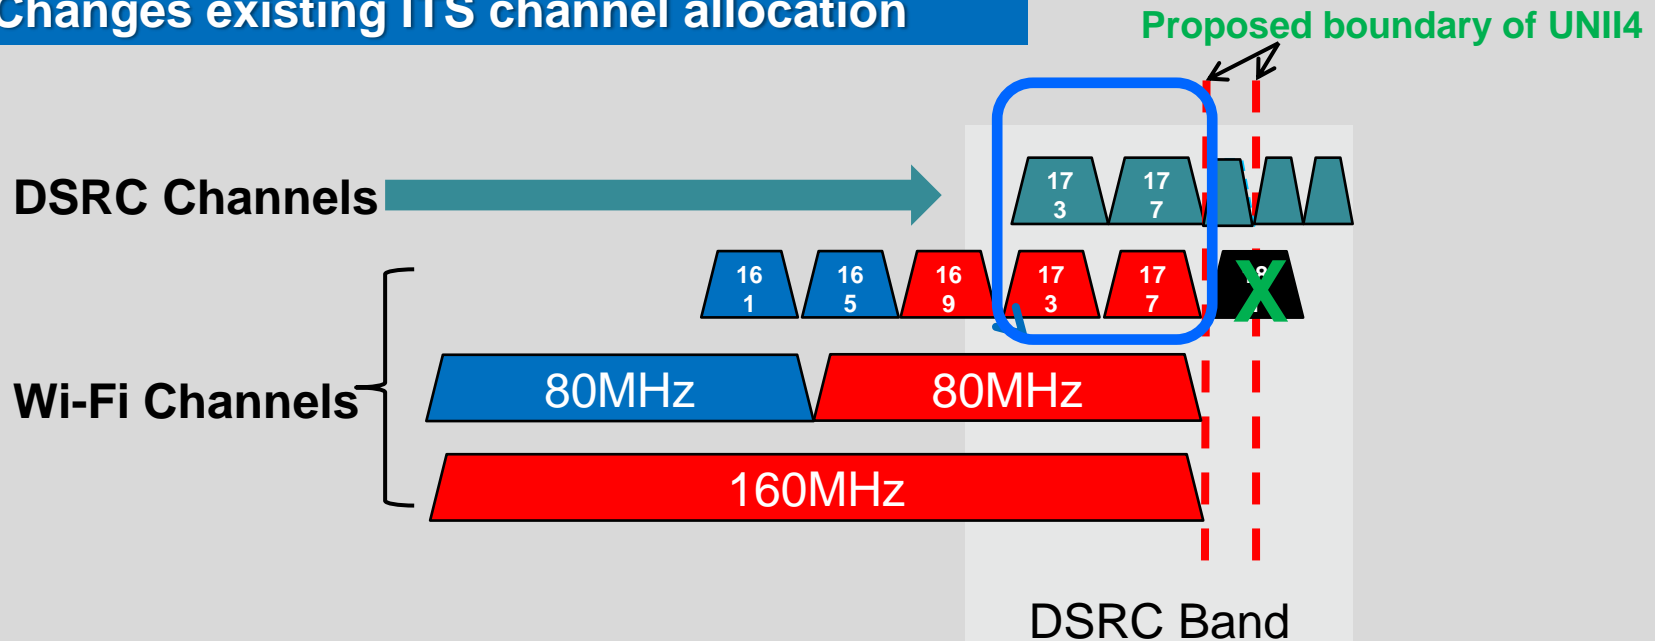 Changes existing ITS channel allocation
Proposed boundary of UNII4
DSRC Channels
17
3
17
7
16
1
16
5
16
9
17
3
17
7
X
Wi-Fi Channels
80MHz
80MHz
160MHz
DSRC Band